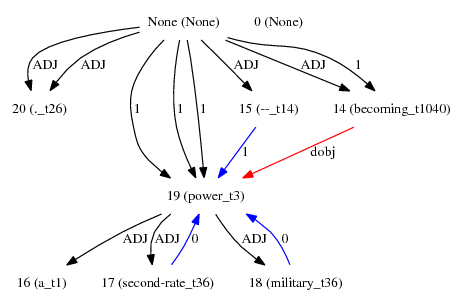 None (None) 0 (None)
ADJ ADJ ADJ ADJ 1
20 (._t26) 1 1 1 15 (--_t14) 14 (becoming_t1040)
1 dobj
19 (power_t3)
ADJ ADJ 0 ADJ 0
16 (a_t1) 17 (second-rate_t36) 18 (military_t36)